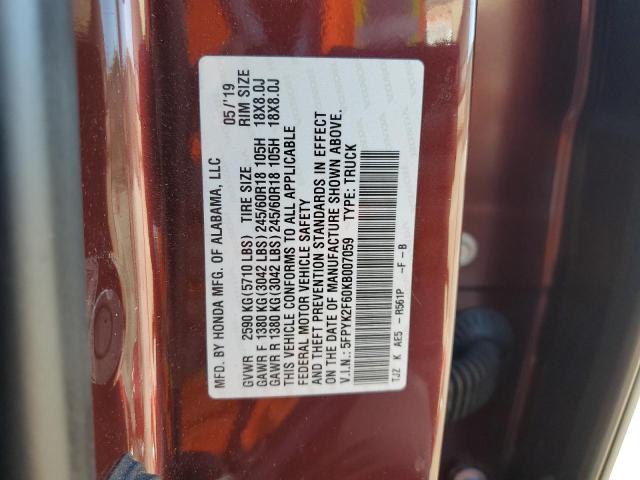 MFD. BY HONDA MFG. OF ALABAMA, LLC 05/'19
GVWR 2590 KG(5710 LBS) TIRE SIZE RIM SIZE
GAWR F 1380 KG(3042 LBS)245/60R18 105H 18X8.0J
GAWR R 1380 KG(3042 LBS)245/60R18 105H 18X8.0J
THIS VEHICLE CONFORMS TO ALL APPLICABLE
FEDERAL MOTOR VEHICLE SAFETY
AND THEFT PREVENTION STANDARDS IN EFFECT
ON THE DATE OF MANUFACTURE SHOWN ABOVE.
V.I.N.: 5FPYK2F60KB007059 TYPE: TRUCK
TJZ K AE5 - R561P -F - B